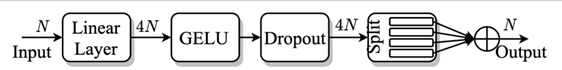 N
Input
Linear
Layer
4N
GELU
Dropout
4N
Split
N
Output